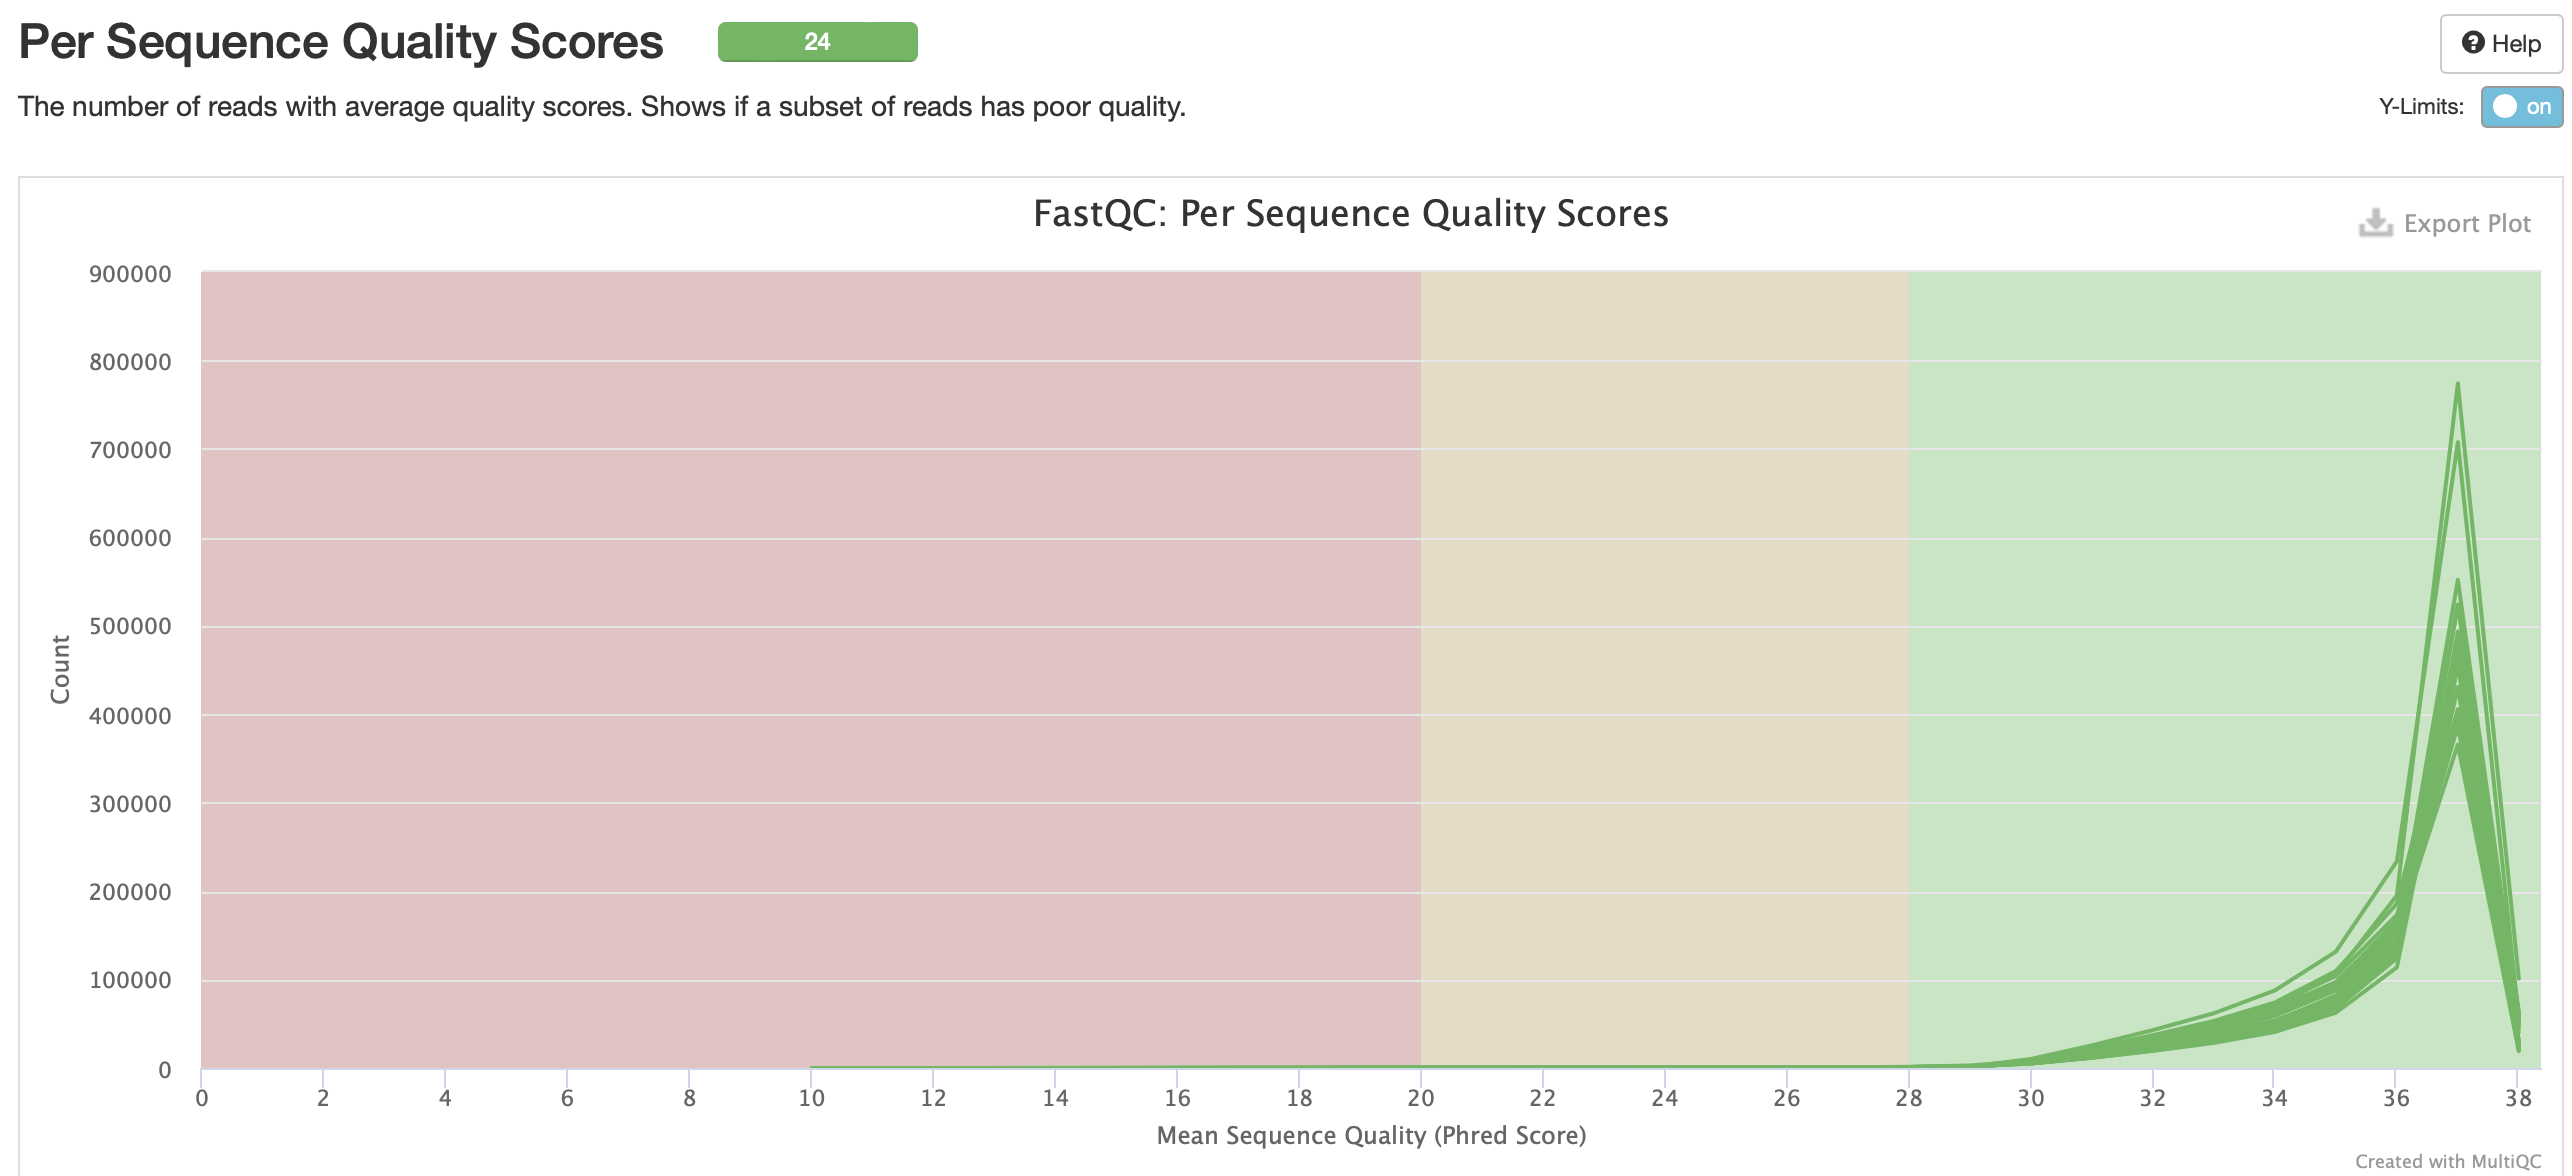 Per Sequence Quality Scores 24
Help
The number of reads with average quality scores. Shows if a subset of reads has poor quality.
Y-Limits: on
FastQC: Per Sequence Quality Scores
Export Plot
900000
800000
700000
600000
500000
400000
300000
200000
100000
0
Count
0 2 4 6 8 10 12 14 16 18 20 22 24 26 28 30 32 34 36 38
Mean Sequence Quality (Phred Score)
Created with MultiQC